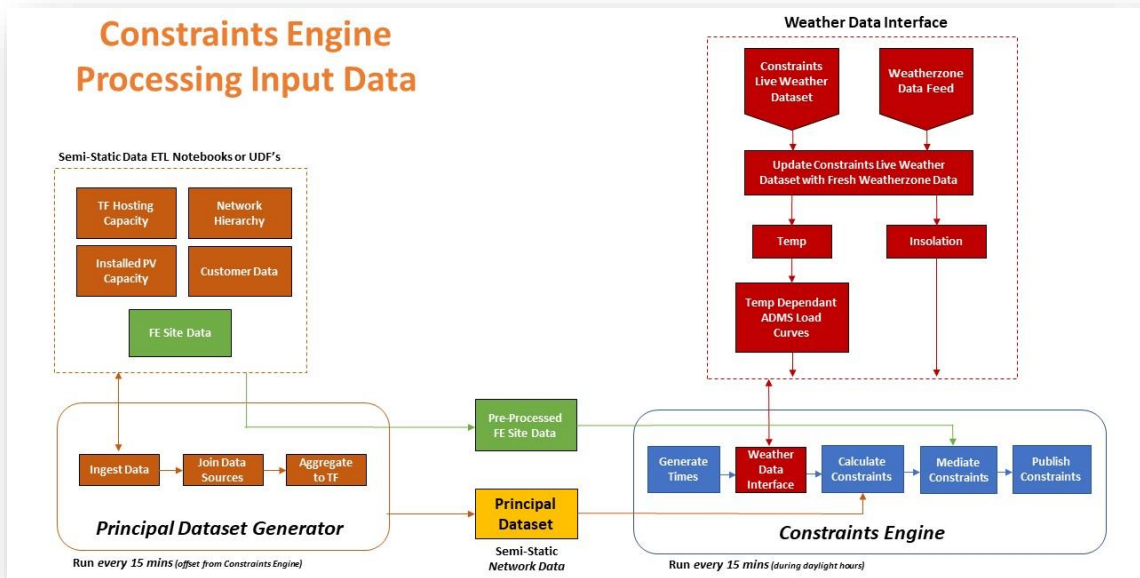 Constraints Engine
Processing Input Data
Weather Data Interface
Constraints
Live Weather
Dataset
Weatherzone
Data Feed
Update Constraints Live Weather
Dataset with Fresh Weatherzone Data
Temp
Insolation
Temp Dependant
ADMS Load
Curves
Semi-Static Data ETL Notebooks or UDF's
TF Hosting
Capacity
Network
Hierarchy
Installed PV
Capacity
Customer Data
FE Site Data
Pre-Processed
FE Site Data
Ingest Data
Join Data
Sources
Aggregate
to TF
Principal Dataset Generator
Run every 15 mins (offset from Constraints Engine)
Principal
Dataset
Semi-Static
Network Data
Generate
Times
Weather
Data
Interface
Calculate
Constraints
Mediate
Constraints
Publish
Constraints
Constraints Engine
Run every 15 mins (during daylight hours)